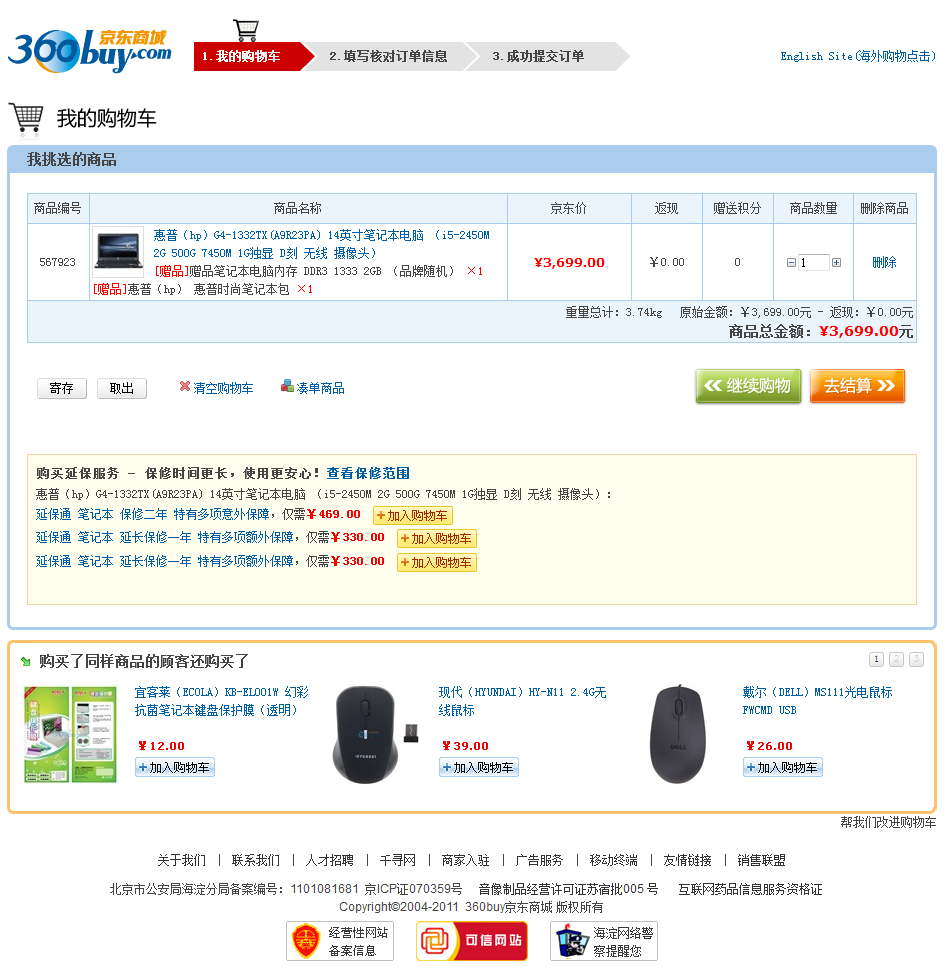 360buy.com 京东商城
1. 我的购物车 2. 填写核对订单信息 3. 成功提交订单
English Site(海外购物点击)
我的购物车
我挑选的商品
商品编号 商品名称 京东价 返现 赠送积分 商品数量 删除商品
惠普（hp）G4-1332TX(A9R23PA) 14英寸笔记本电脑 （i5-2450M
2G 500G 7450M 1G独显 D刻 无线 摄像头）
567923 [赠品]赠品笔记本电脑内存 DDR3 1333 2GB （品牌随机） ×1 ¥3,699.00 ¥0.00 0 1 删除
[赠品]惠普（hp） 惠普时尚笔记本包 ×1
重量总计：3.74kg 原始金额：¥3,699.00元 - 返现：¥0.00元
商品总金额：¥3,699.00元
寄存 取出 清空购物车 凑单商品 继续购物 去结算
购买延保服务 - 保修时间更长，使用更安心！查看保修范围
惠普（hp）G4-1332TX(A9R23PA) 14英寸笔记本电脑 （i5-2450M 2G 500G 7450M 1G独显 D刻 无线 摄像头）：
延保通 笔记本 保修二年 特有多项意外保障，仅需¥469.00 +加入购物车
延保通 笔记本 延长保修一年 特有多项额外保障，仅需¥330.00 +加入购物车
延保通 笔记本 延长保修一年 特有多项额外保障，仅需¥330.00 +加入购物车
购买了同样商品的顾客还购买了 1 2 3
宜客莱（ECOLA）KB-EL001W 幻彩
抗菌笔记本键盘保护膜（透明）
¥12.00
+加入购物车
现代（HYUNDAI）HY-N11 2.4G无
线鼠标
¥39.00
+加入购物车
DELL
戴尔（DELL）MS111光电鼠标
FWCMD USB
¥26.00
+加入购物车
帮我们改进购物车
关于我们 | 联系我们 | 人才招聘 | 千寻网 | 商家入驻 | 广告服务 | 移动终端 | 友情链接 | 销售联盟
北京市公安局海淀分局备案编号：1101081681 京ICP证070359号 音像制品经营许可证苏宿批005号 互联网药品信息服务资格证
Copyright©2004-2011 360buy京东商城 版权所有
经营性网站
备案信息
可信网站
海淀网络警
察提醒您